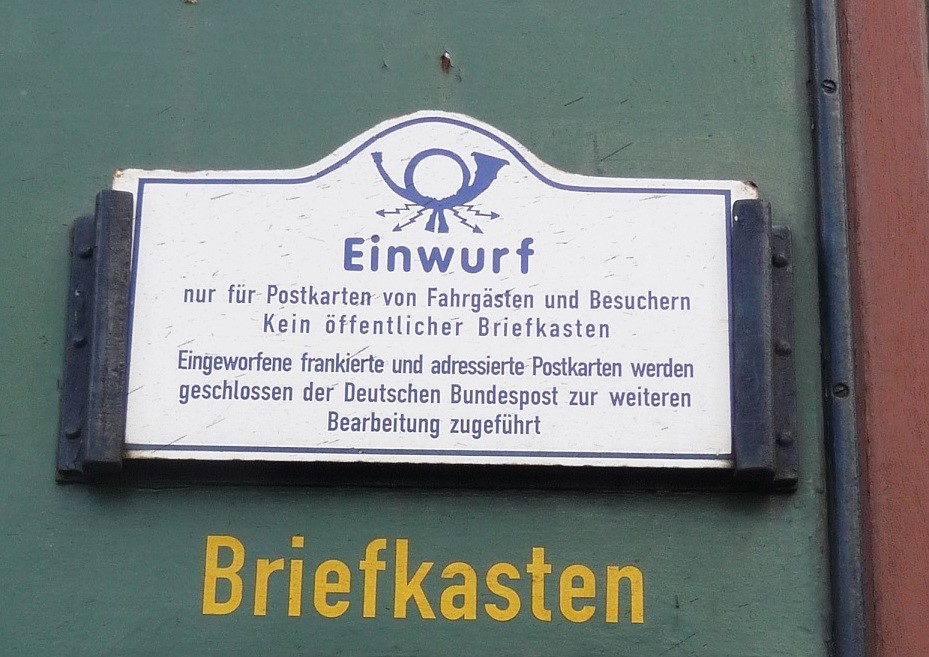 Einwurf
nur für Postkarten von Fahrgästen und Besuchern
Kein öffentlicher Briefkasten
Eingeworfene frankierte und adressierte Postkarten werden
geschlossen der Deutschen Bundespost zur weiteren
Bearbeitung zugeführt
Briefkasten